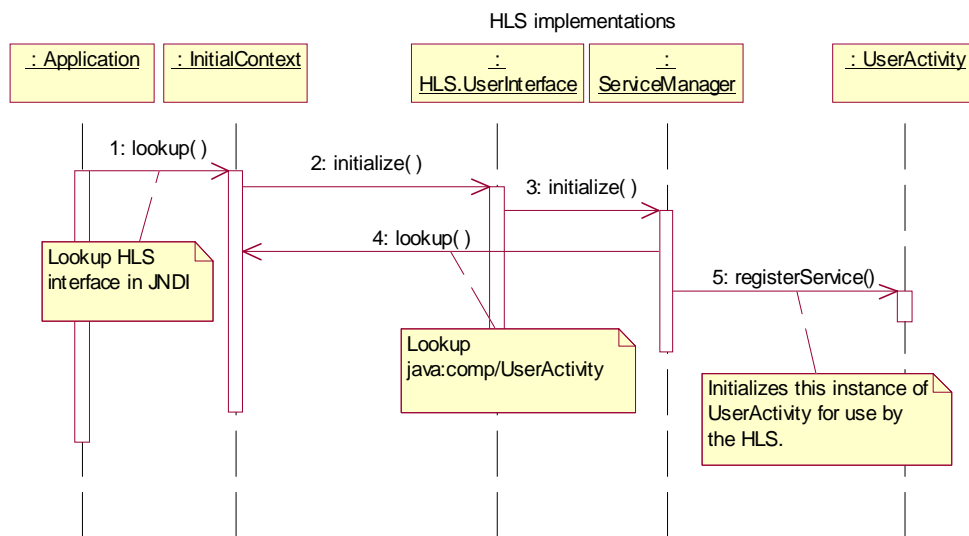 HLS implementations
: Application
: InitialContext
:
HLS.UserInterface
:
ServiceManager
: UserActivity
1: lookup( )
2: initialize( )
3: initialize( )
4: lookup( )
Lookup HLS
interface in JNDI
5: registerService()
Lookup
java:comp/UserActivity
Initializes this instance of
UserActivity for use by
the HLS.